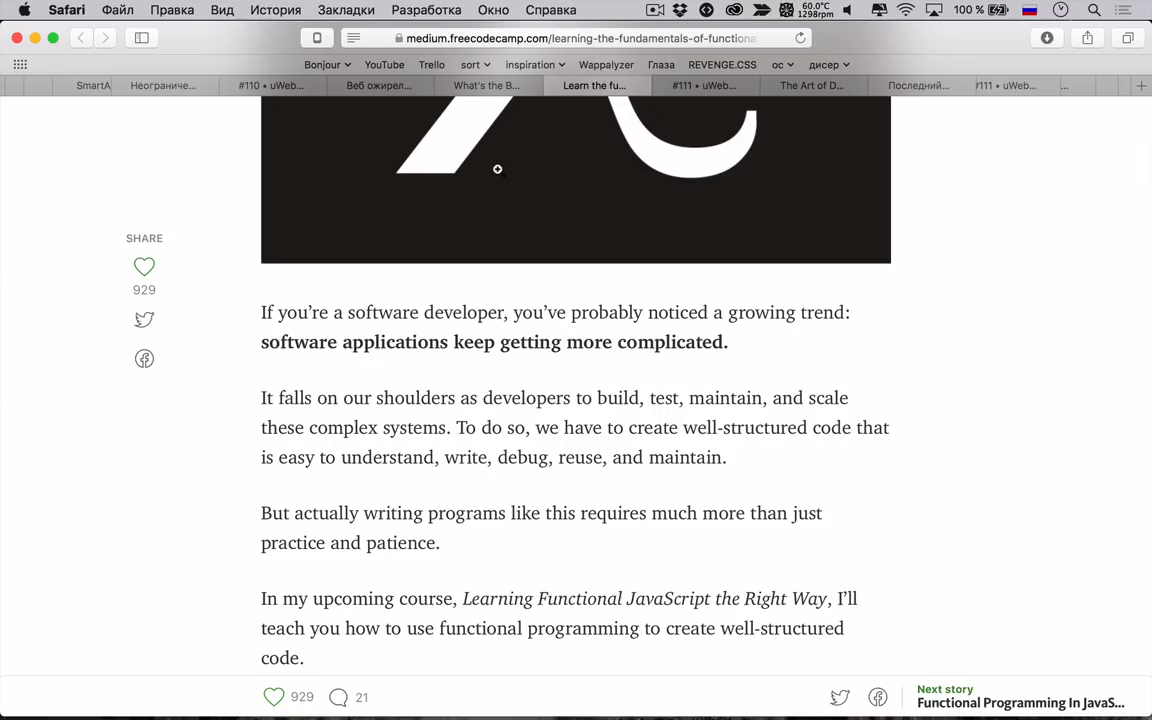 Safari Файл Правка Вид История Закладки Разработка Окно Справка 60.0°C 1298rpm 100 %
medium.freecodecamp.com/learning-the-fundamentals-of-functiona
Bonjour YouTube Trello sort inspiration Wappalyzer Глаза REVENGE.CSS ос дисер
SmartA Неограниче... #110 • uWeb... Веб ожирел... What's the B... Learn the fu... #111 • uWeb... The Art of D... Последний... #111 • uWeb... ...
SHARE
929
If you're a software developer, you've probably noticed a growing trend:
software applications keep getting more complicated.
It falls on our shoulders as developers to build, test, maintain, and scale
these complex systems. To do so, we have to create well-structured code that
is easy to understand, write, debug, reuse, and maintain.
But actually writing programs like this requires much more than just
practice and patience.
In my upcoming course, Learning Functional JavaScript the Right Way, I'll
teach you how to use functional programming to create well-structured
code.
929 21
Next story
Functional Programming In JavaS...